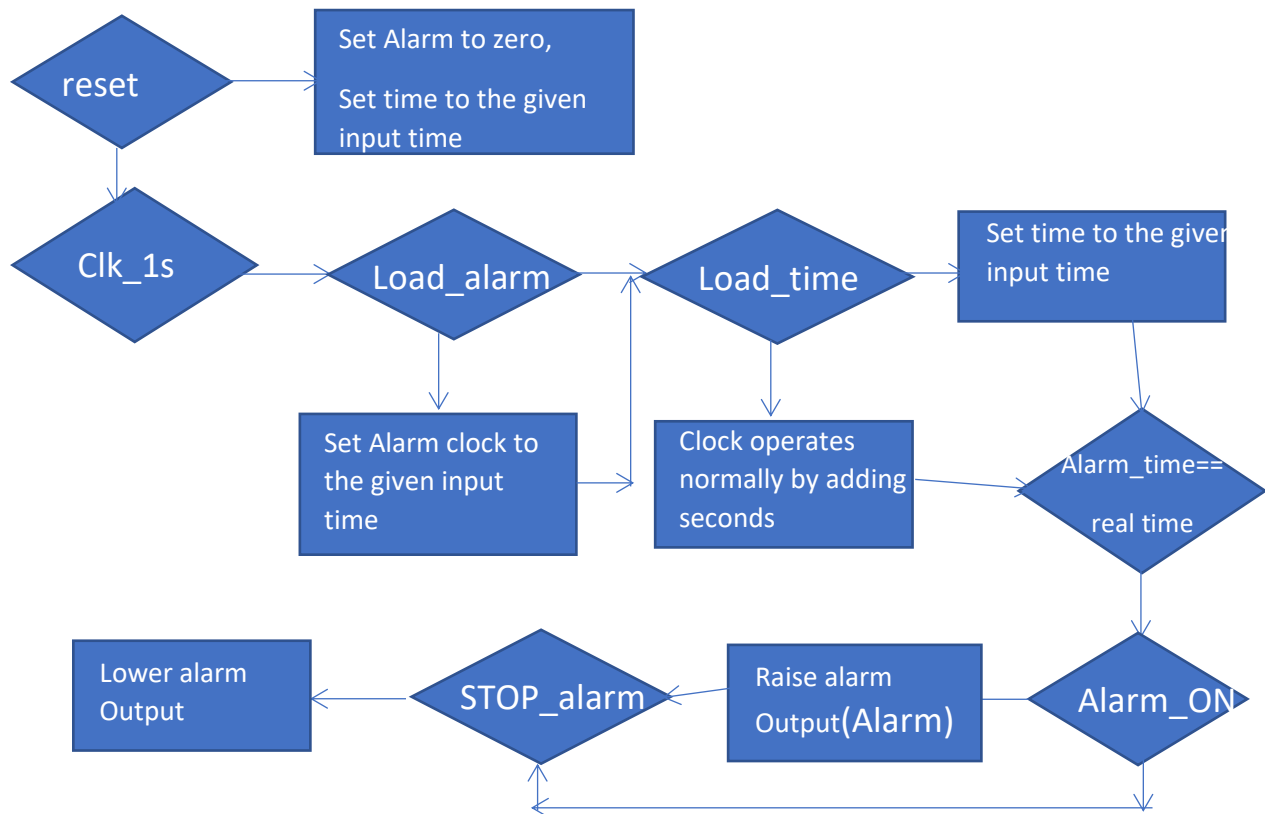 reset
Set Alarm to zero,
Set time to the given
input time
Clk_1s
Load_alarm
Load_time
Set time to the given
input time
Set Alarm clock to
the given input
time
Clock operates
normally by adding
seconds
Alarm_time==
real time
Lower alarm
Output
STOP_alarm
Raise alarm
Output(Alarm)
Alarm_ON